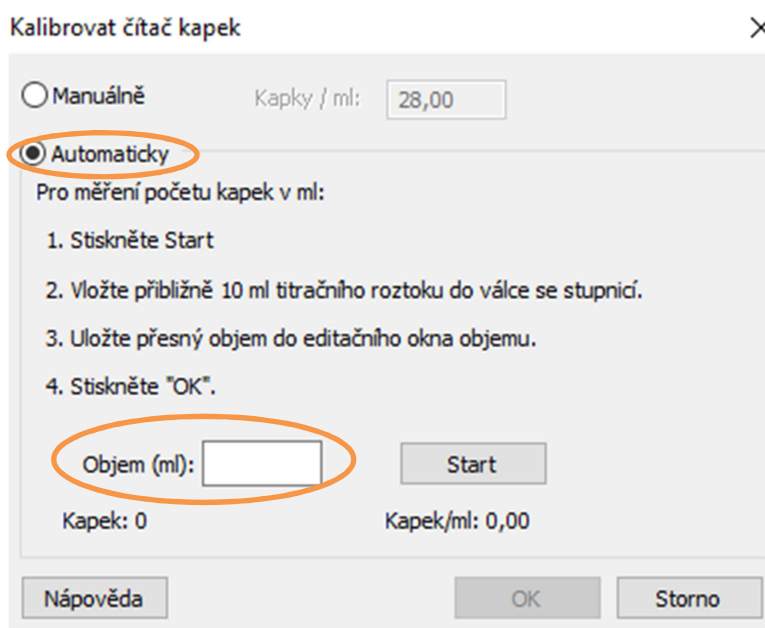 Kalibrovat čítač kapek
Manuálně Kapky / ml: 28,00
Automaticky
Pro měření početu kapek v ml:
1. Stiskněte Start
2. Vložte přibližně 10 ml titračního roztoku do válce se stupnicí.
3. Uložte přesný objem do editačního okna objemu.
4. Stiskněte "OK".
Objem (ml): Start
Kapek: 0 Kapek/ml: 0,00
Nápověda OK Storno